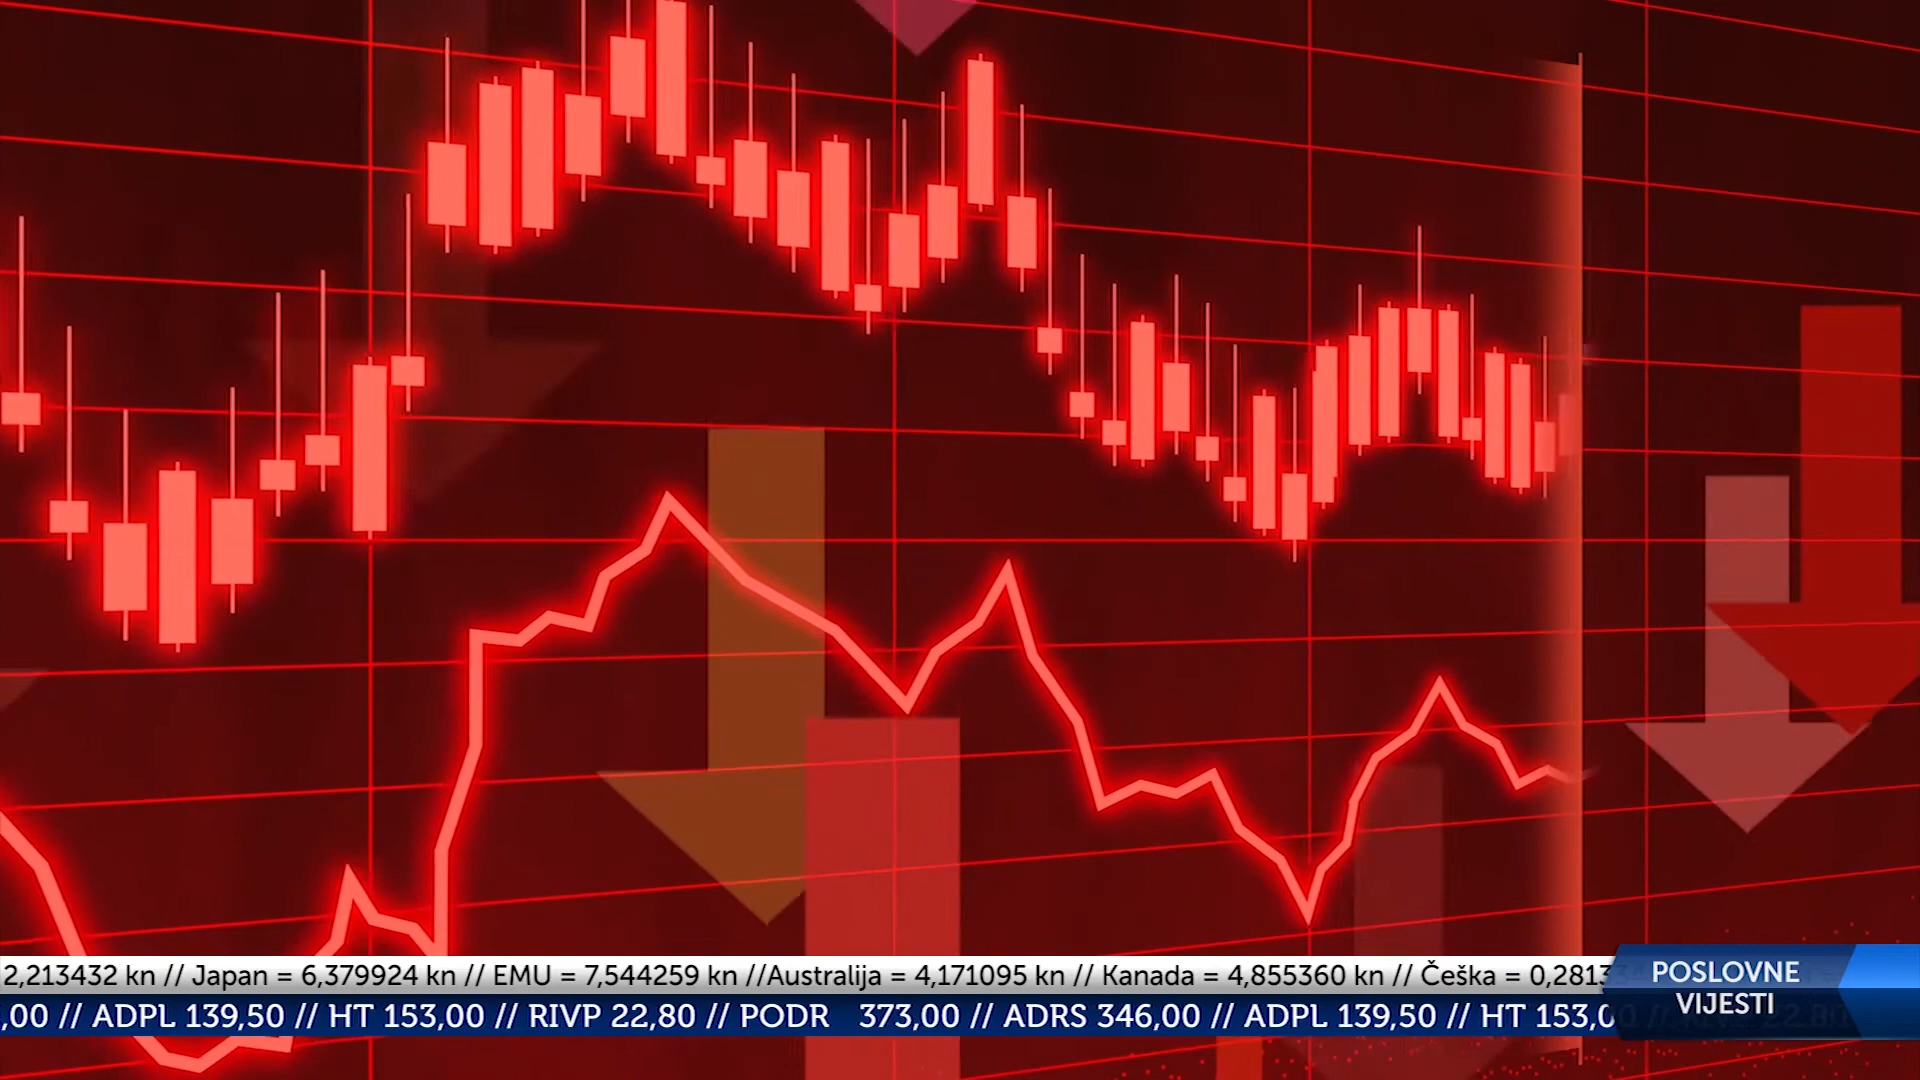 2,213432 kn // Japan = 6,379924 kn // EMU = 7,544259 kn //Australija = 4,171095 kn // Kanada = 4,855360 kn // Češka = 0,2813
,00 // ADPL 139,50 // HT 153,00 // RIVP 22,80 // PODR 373,00 // ADRS 346,00 // ADPL 139,50 // HT 153,0
POSLOVNE
VIJESTI